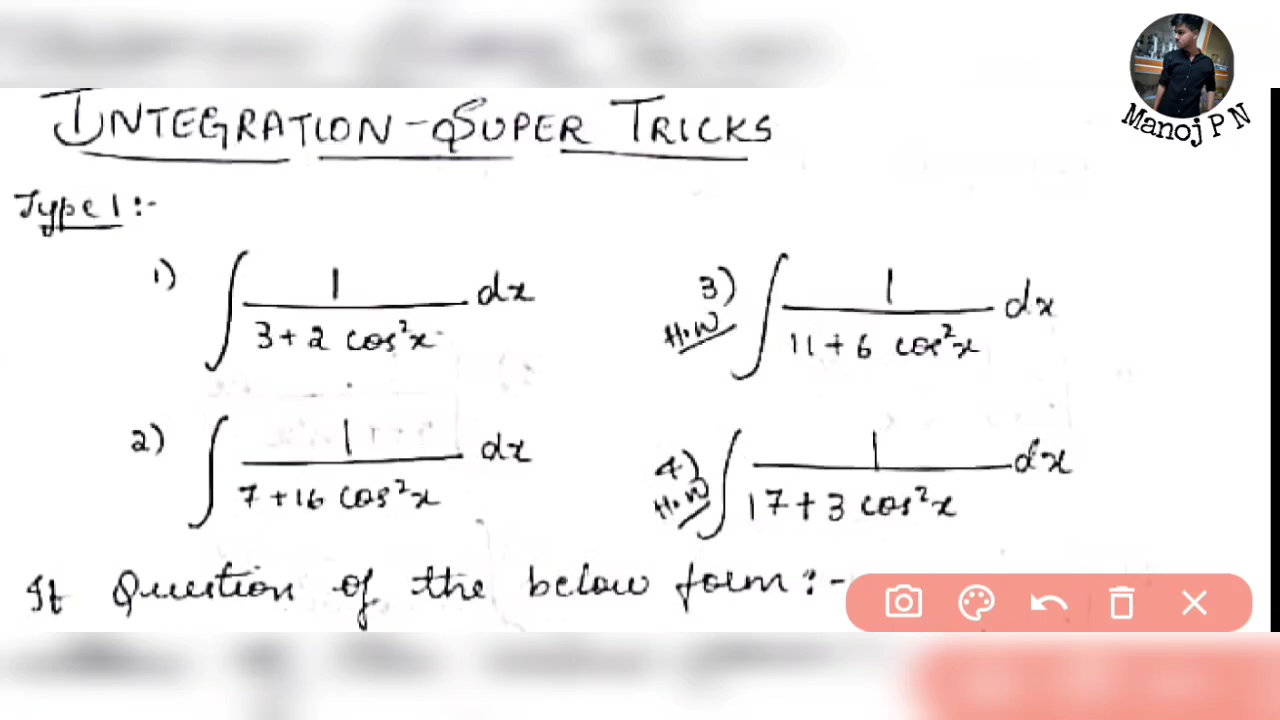 Manoj P N
INTEGRATION - SUPER TRICKS
Type 1 :-
1) ∫ 1 / (3 + 2 cos²x) dx
2) ∫ 1 / (7 + 16 cos²x) dx
3) ∫ 1 / (11 + 6 cos²x) dx
H.W
4) ∫ 1 / (17 + 3 cos²x) dx
H.W
If Question of the below form :-